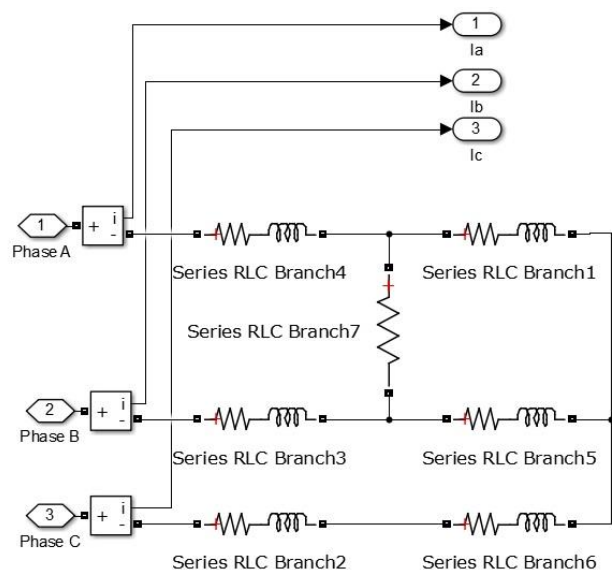 1
Ia
2
Ib
3
Ic
1
+
i
-
Phase A
Series RLC Branch4
Series RLC Branch1
Series RLC Branch7
2
+
i
-
Phase B
Series RLC Branch3
Series RLC Branch5
3
+
i
-
Phase C
Series RLC Branch2
Series RLC Branch6